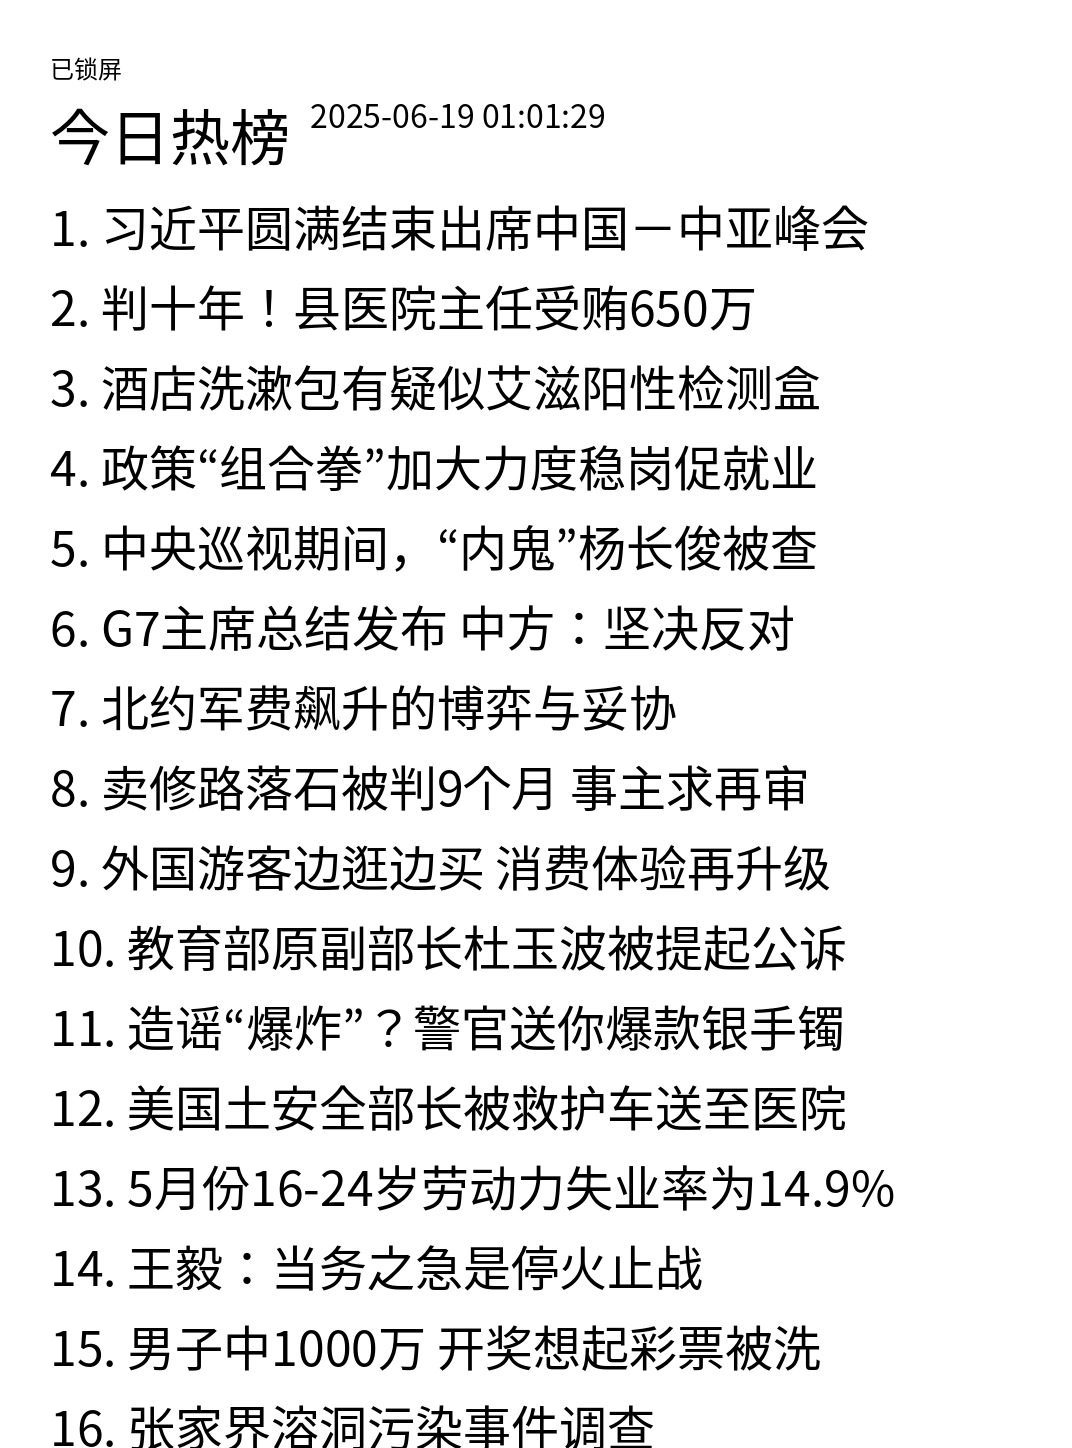 已锁屏
今日热榜 2025-06-19 01:01:29
1. 习近平圆满结束出席中国－中亚峰会
2. 判十年！县医院主任受贿650万
3. 酒店洗漱包有疑似艾滋阳性检测盒
4. 政策“组合拳”加大力度稳岗促就业
5. 中央巡视期间，“内鬼”杨长俊被查
6. G7主席总结发布 中方：坚决反对
7. 北约军费飙升的博弈与妥协
8. 卖修路落石被判9个月 事主求再审
9. 外国游客边逛边买 消费体验再升级
10. 教育部原副部长杜玉波被提起公诉
11. 造谣“爆炸”？警官送你爆款银手镯
12. 美国土安全部长被救护车送至医院
13. 5月份16-24岁劳动力失业率为14.9%
14. 王毅：当务之急是停火止战
15. 男子中1000万 开奖想起彩票被洗
16. 张家界溶洞污染事件调查